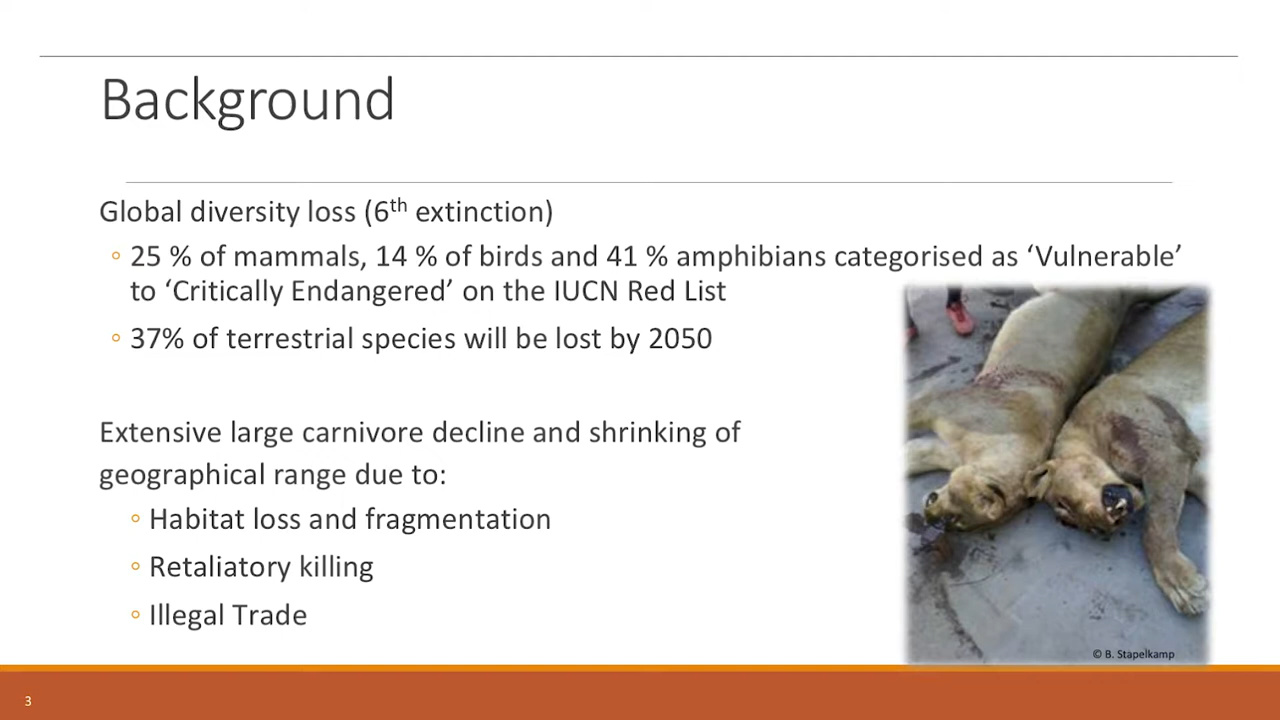 Background
Global diversity loss (6th extinction)
◦ 25 % of mammals, 14 % of birds and 41 % amphibians categorised as ‘Vulnerable’
to ‘Critically Endangered’ on the IUCN Red List
◦ 37% of terrestrial species will be lost by 2050
Extensive large carnivore decline and shrinking of
geographical range due to:
◦ Habitat loss and fragmentation
◦ Retaliatory killing
◦ Illegal Trade
© B. Stapelkamp
3